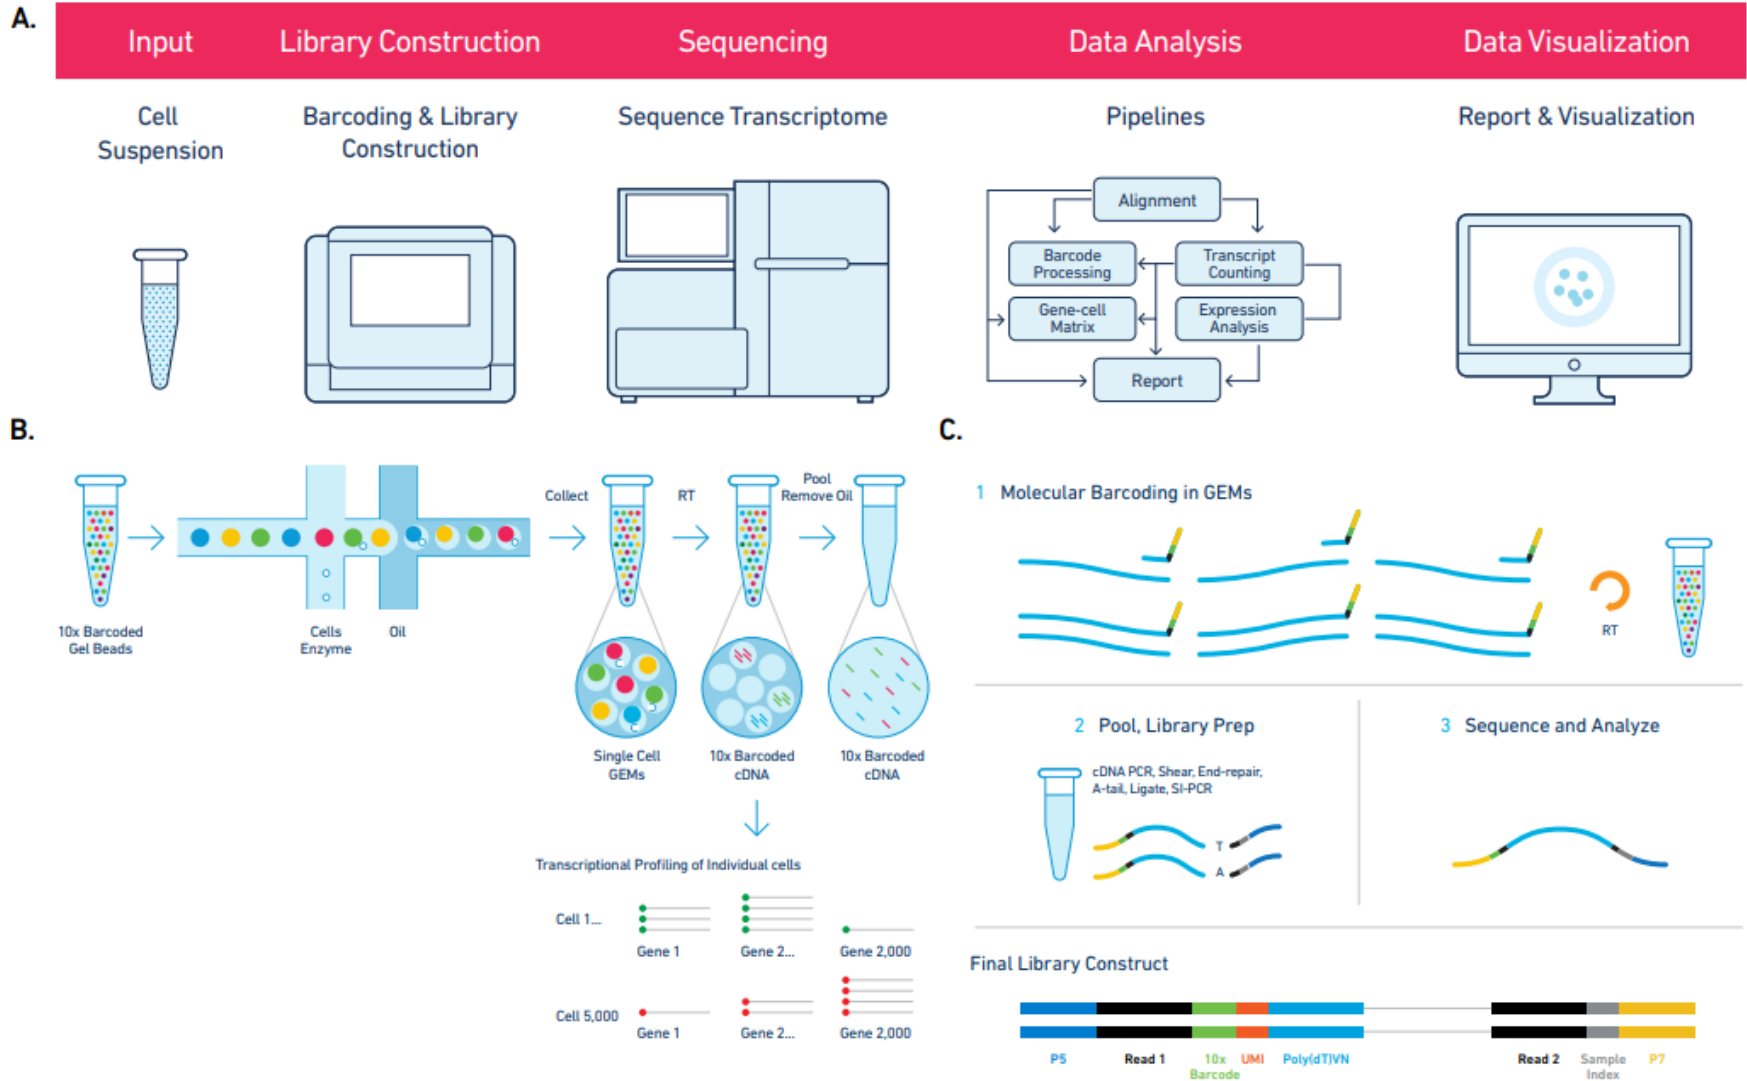 A.
Input
Library Construction
Sequencing
Data Analysis
Data Visualization
Cell
Suspension
Barcoding & Library
Construction
Sequence Transcriptome
Pipelines
Report & Visualization
Alignment
Barcode
Processing
Transcript
Counting
Gene-cell
Matrix
Expression
Analysis
Report
B.
10x Barcoded
Gel Beads
Cells
Enzyme
Oil
Collect
RT
Pool
Remove Oil
Single Cell
GEMs
10x Barcoded
cDNA
10x Barcoded
cDNA
Transcriptional Profiling of Individual cells
Cell 1...
Gene 1
Gene 2...
Gene 2,000
Cell 5,000
Gene 1
Gene 2...
Gene 2,000
C.
1 Molecular Barcoding in GEMs
RT
2 Pool, Library Prep
cDNA PCR, Shear, End-repair,
A-tail, Ligate, SI-PCR
T
A
3 Sequence and Analyze
Final Library Construct
P5
Read 1
10x
Barcode
UMI
Poly(dT)VN
Read 2
Sample
Index
P7